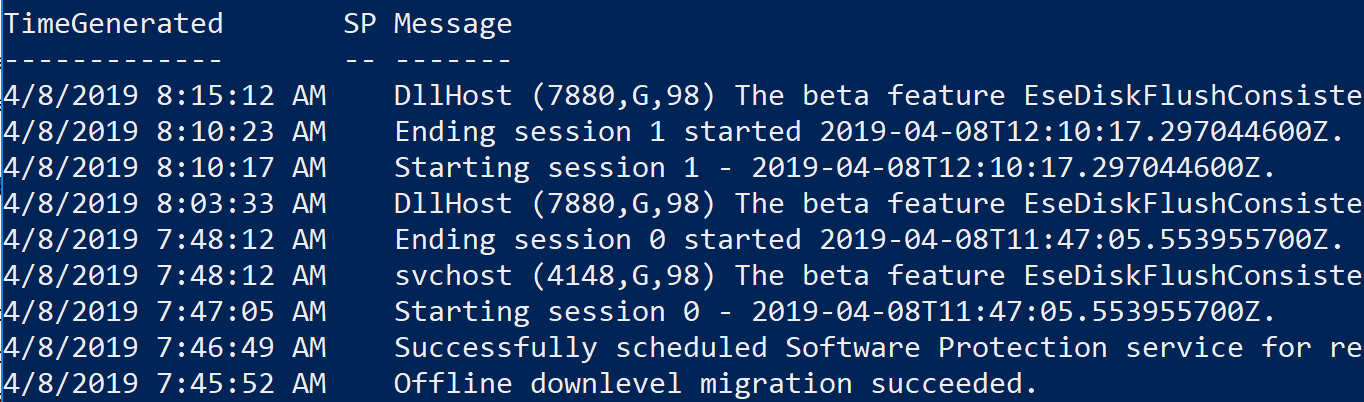 TimeGenerated SP Message
------------- -- -------
4/8/2019 8:15:12 AM DllHost (7880,G,98) The beta feature EseDiskFlushConsiste
4/8/2019 8:10:23 AM Ending session 1 started 2019-04-08T12:10:17.297044600Z.
4/8/2019 8:10:17 AM Starting session 1 - 2019-04-08T12:10:17.297044600Z.
4/8/2019 8:03:33 AM DllHost (7880,G,98) The beta feature EseDiskFlushConsiste
4/8/2019 7:48:12 AM Ending session 0 started 2019-04-08T11:47:05.553955700Z.
4/8/2019 7:48:12 AM svchost (4148,G,98) The beta feature EseDiskFlushConsiste
4/8/2019 7:47:05 AM Starting session 0 - 2019-04-08T11:47:05.553955700Z.
4/8/2019 7:46:49 AM Successfully scheduled Software Protection service for re
4/8/2019 7:45:52 AM Offline downlevel migration succeeded.